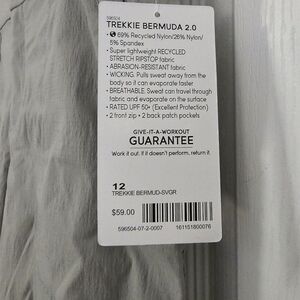 596504
TREKKIE BERMUDA 2.0
69% Recycled Nylon/26% Nylon/
5% Spandex
• Super lightweight RECYCLED
STRETCH RIPSTOP fabric
• ABRASION-RESISTANT fabric
• WICKING. Pulls sweat away from the
body so it can evaporate faster
• BREATHABLE. Sweat can travel through
fabric and evaporate on the surface
• RATED UPF 50+ (Excellent Protection)
• 2 front zip • 2 back patch pockets
GIVE-IT-A-WORKOUT
GUARANTEE
Work it out. If it doesn't perform, return it.
12
TREKKIE BERMUD-SVGR
$59.00
596504-07-2-0007
161151800076